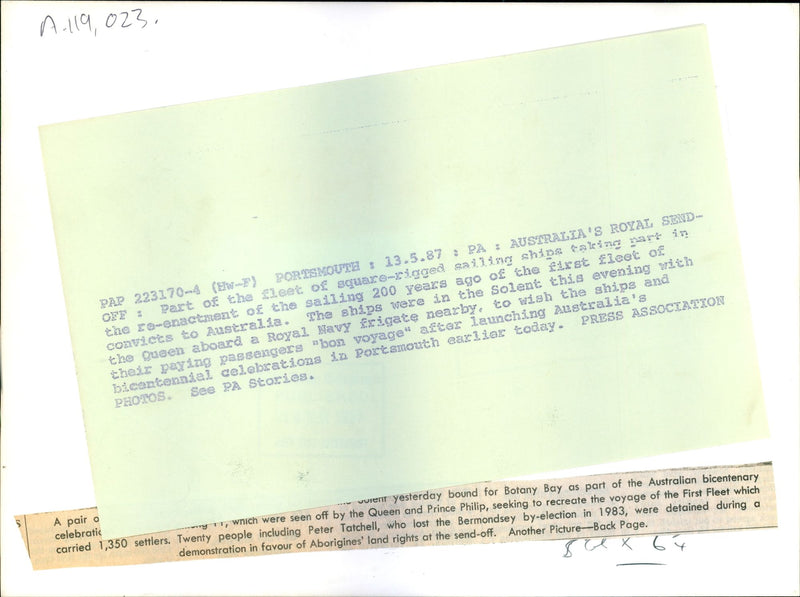 A.119,023.
PAP 223170-4 (HW-F) PORTSMOUTH : 13.5.87 : PA : AUSTRALIA'S ROYAL SEND-
OFF : Part of the fleet of square-rigged sailing ships taking part in
the re-enactment of the sailing 200 years ago of the first fleet of
convicts to Australia. The ships were in the Solent this evening with
the Queen aboard a Royal Navy frigate nearby, to wish the ships and
their paying passengers "bon voyage" after launching Australia's
bicentennial celebrations in Portsmouth earlier today. PRESS ASSOCIATION
PHOTOS. See PA Stories.
A pair o Solent yesterday bound for Botany Bay as part of the Australian bicentenary
celebratic 11, which were seen off by the Queen and Prince Philip, seeking to recreate the voyage of the First Fleet which
carried 1,350 settlers. Twenty people including Peter Tatchell, who lost the Bermondsey by-election in 1983, were detained during a
demonstration in favour of Aborigines' land rights at the send-off. Another Picture—Back Page.